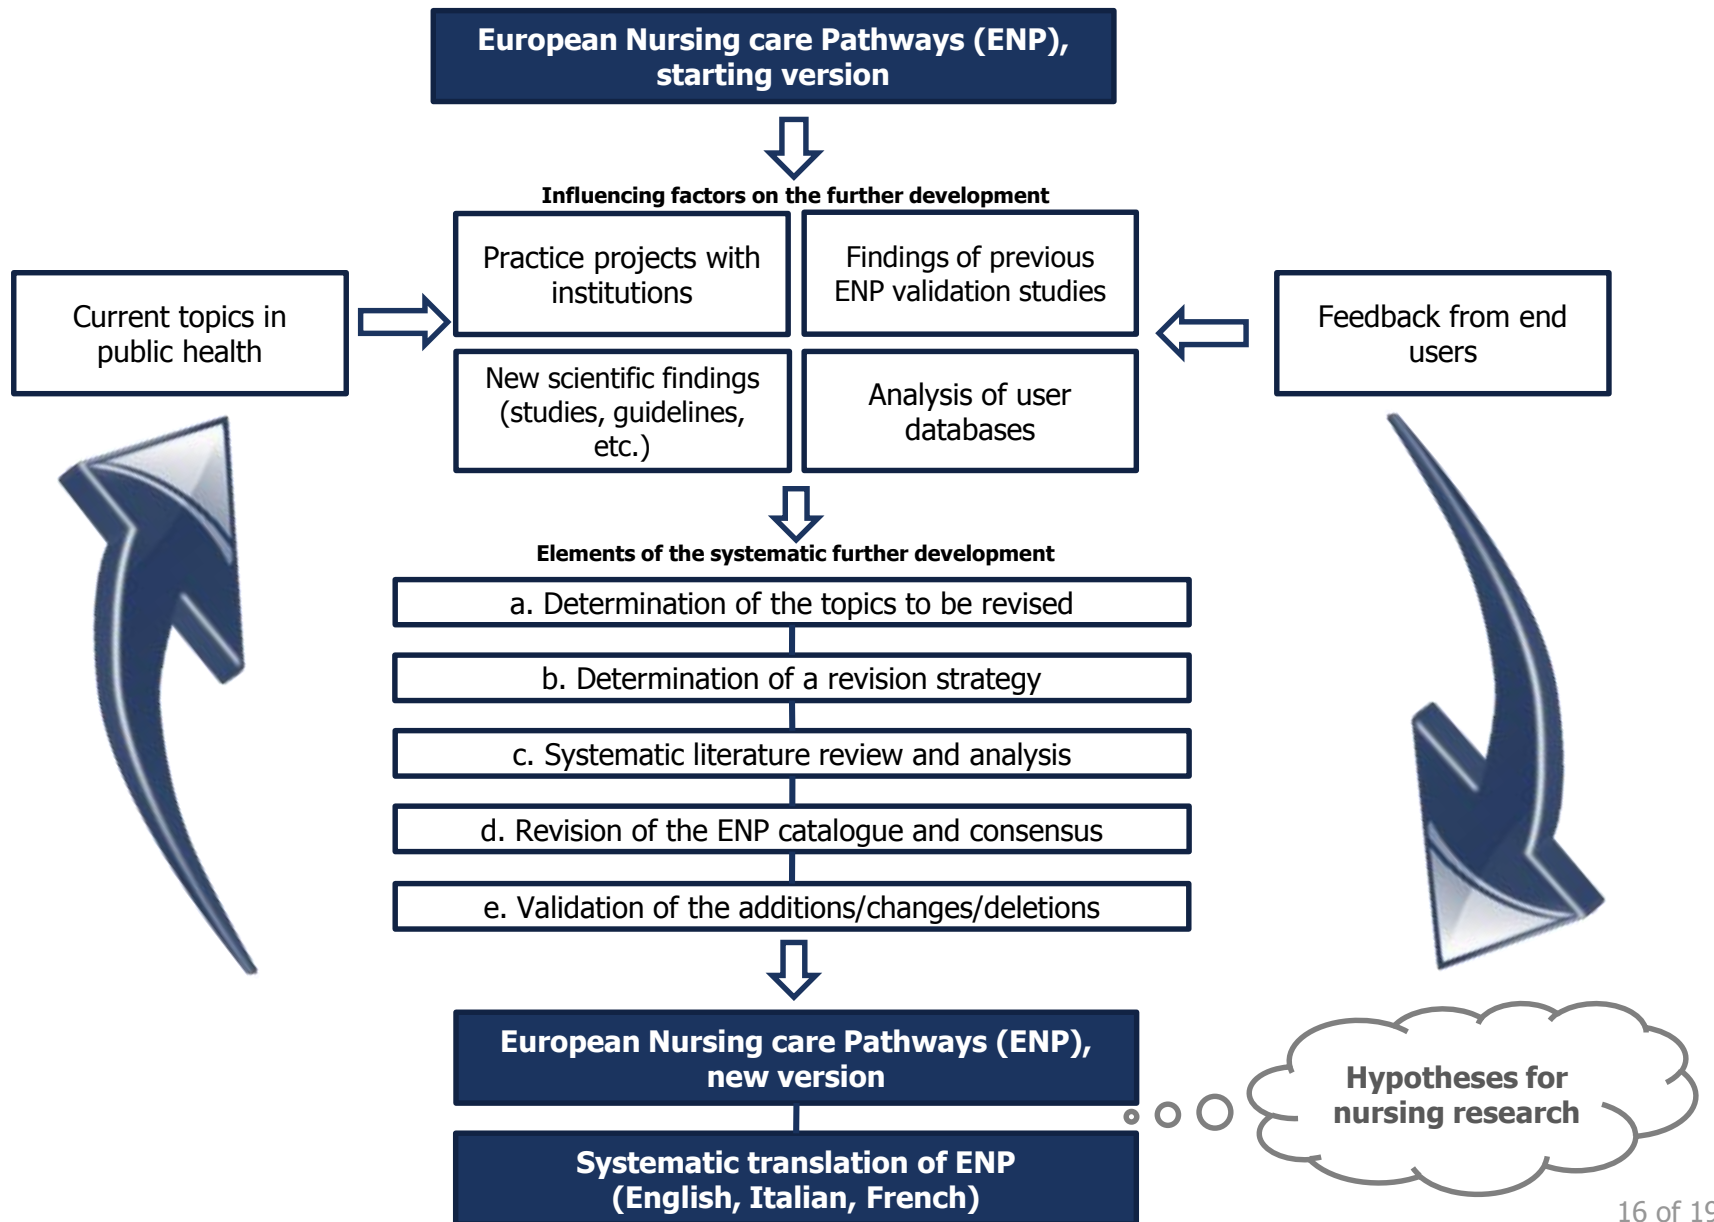 European Nursing care Pathways (ENP),
starting version
Influencing factors on the further development
Practice projects with
institutions
Findings of previous
ENP validation studies
Current topics in
public health
Feedback from end
users
New scientific findings
(studies, guidelines,
etc.)
Analysis of user
databases
Elements of the systematic further development
a. Determination of the topics to be revised
b. Determination of a revision strategy
c. Systematic literature review and analysis
d. Revision of the ENP catalogue and consensus
e. Validation of the additions/changes/deletions
European Nursing care Pathways (ENP),
new version
Hypotheses for
nursing research
Systematic translation of ENP
(English, Italian, French)
16 of 19